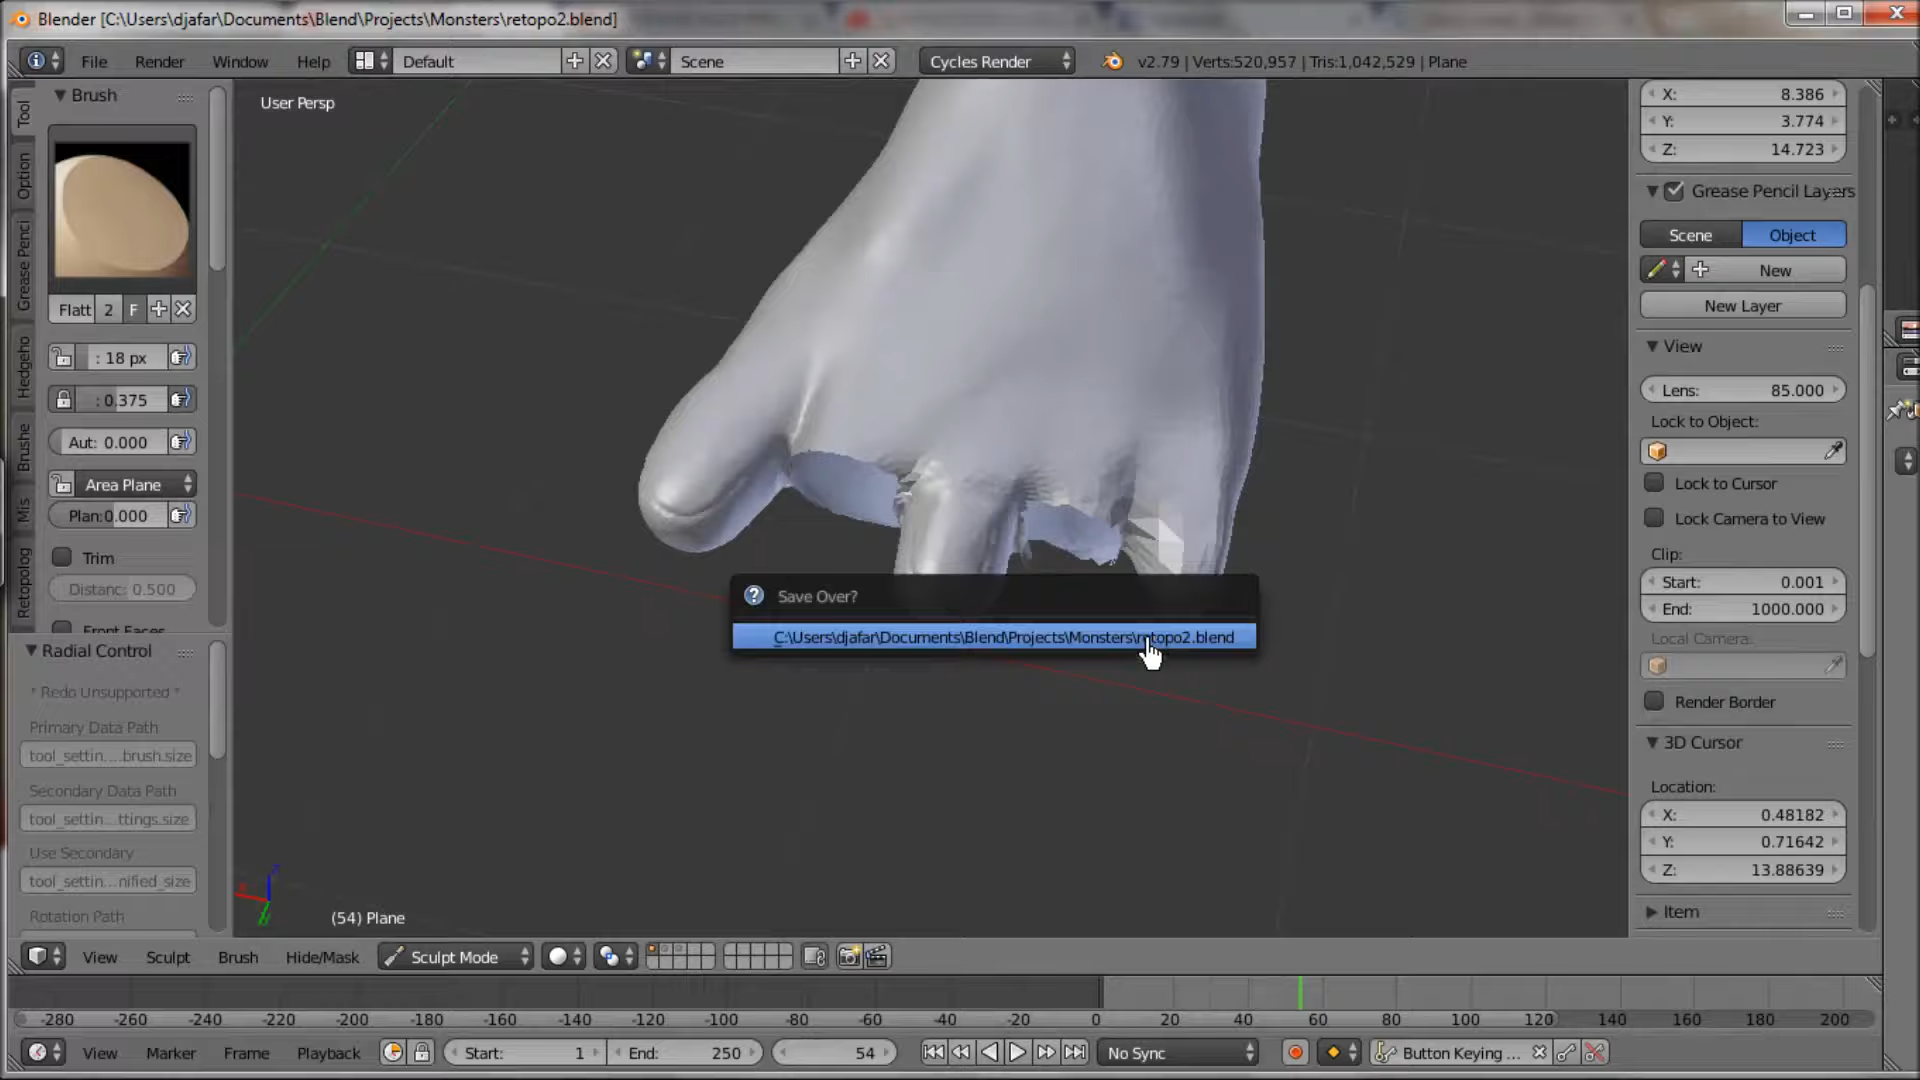 Blender [C:\Users\djafar\Documents\Blend\Projects\Monsters\retopo2.blend]
File Render Window Help Default Scene Cycles Render v2.79 | Verts:520,957 | Tris:1,042,529 | Plane
Tool
Option
Grease Penci
Hedgeho
Brushe
Mis
Retopolog
Brush
Flatt 2 F
: 18 px
: 0.375
Aut: 0.000
Area Plane
Plan:0.000
Trim
Distanc: 0.500
Front Faces
Radial Control
* Redo Unsupported *
Primary Data Path
tool_settin....brush.size
Secondary Data Path
tool_settin...ttings.size
Use Secondary
tool_settin...nified_size
Rotation Path
User Persp
Save Over?
C:\Users\djafar\Documents\Blend\Projects\Monsters\retopo2.blend
(54) Plane
X: 8.386
Y: 3.774
Z: 14.723
Grease Pencil Layers
Scene Object
New
New Layer
View
Lens: 85.000
Lock to Object:
Lock to Cursor
Lock Camera to View
Clip:
Start: 0.001
End: 1000.000
Local Camera:
Render Border
3D Cursor
Location:
X: 0.48182
Y: 0.71642
Z: 13.88639
Item
View Sculpt Brush Hide/Mask Sculpt Mode
-280 -260 -240 -220 -200 -180 -160 -140 -120 -100 -80 -60 -40 -20 0 20 40 60 80 100 120 140 160 180 200
View Marker Frame Playback Start: 1 End: 250 54 No Sync Button Keying ...